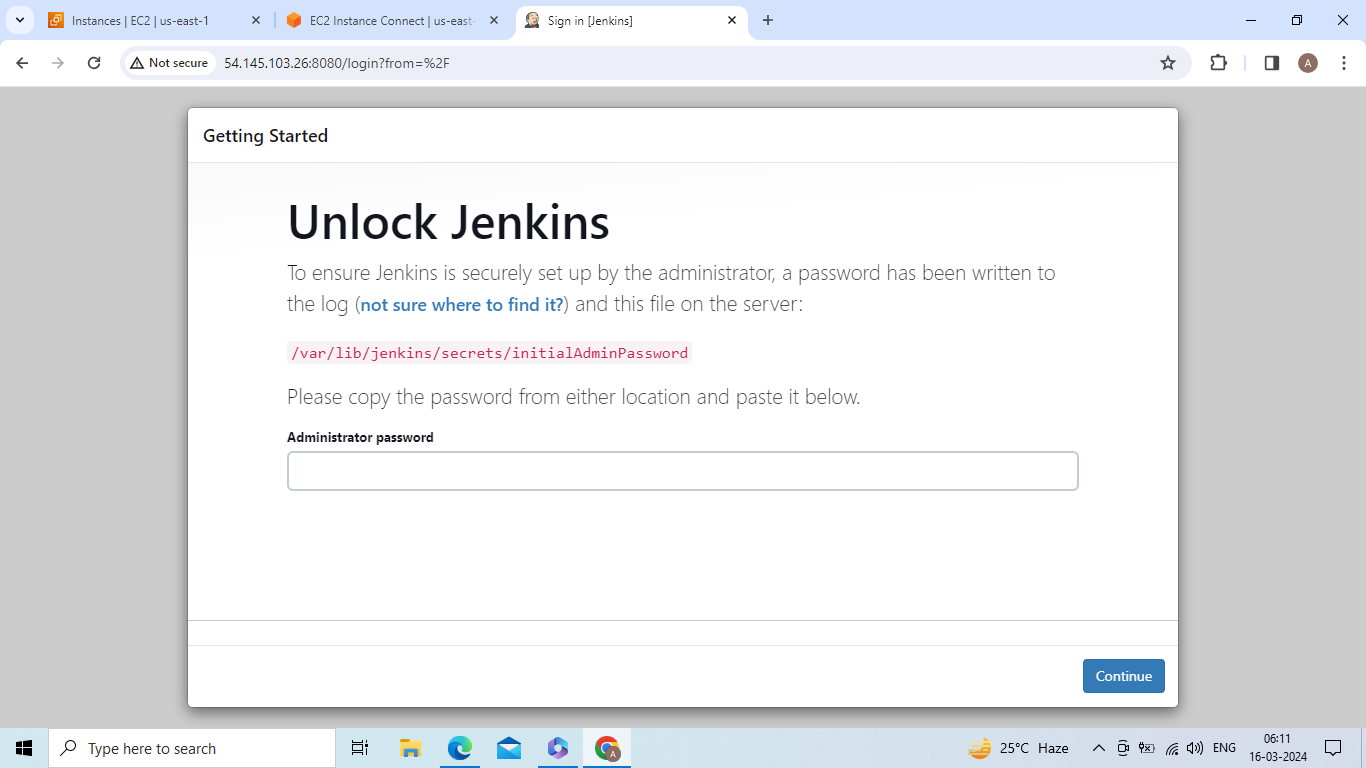 Instances | EC2 | us-east-1
EC2 Instance Connect | us-east-
Sign in [Jenkins]
Not secure
54.145.103.26:8080/login?from=%2F
A
Getting Started
Unlock Jenkins
To ensure Jenkins is securely set up by the administrator, a password has been written to
the log (not sure where to find it?) and this file on the server:
/var/lib/jenkins/secrets/initialAdminPassword
Please copy the password from either location and paste it below.
Administrator password
Continue
Type here to search
A
25°C Haze
ENG
06:11
16-03-2024